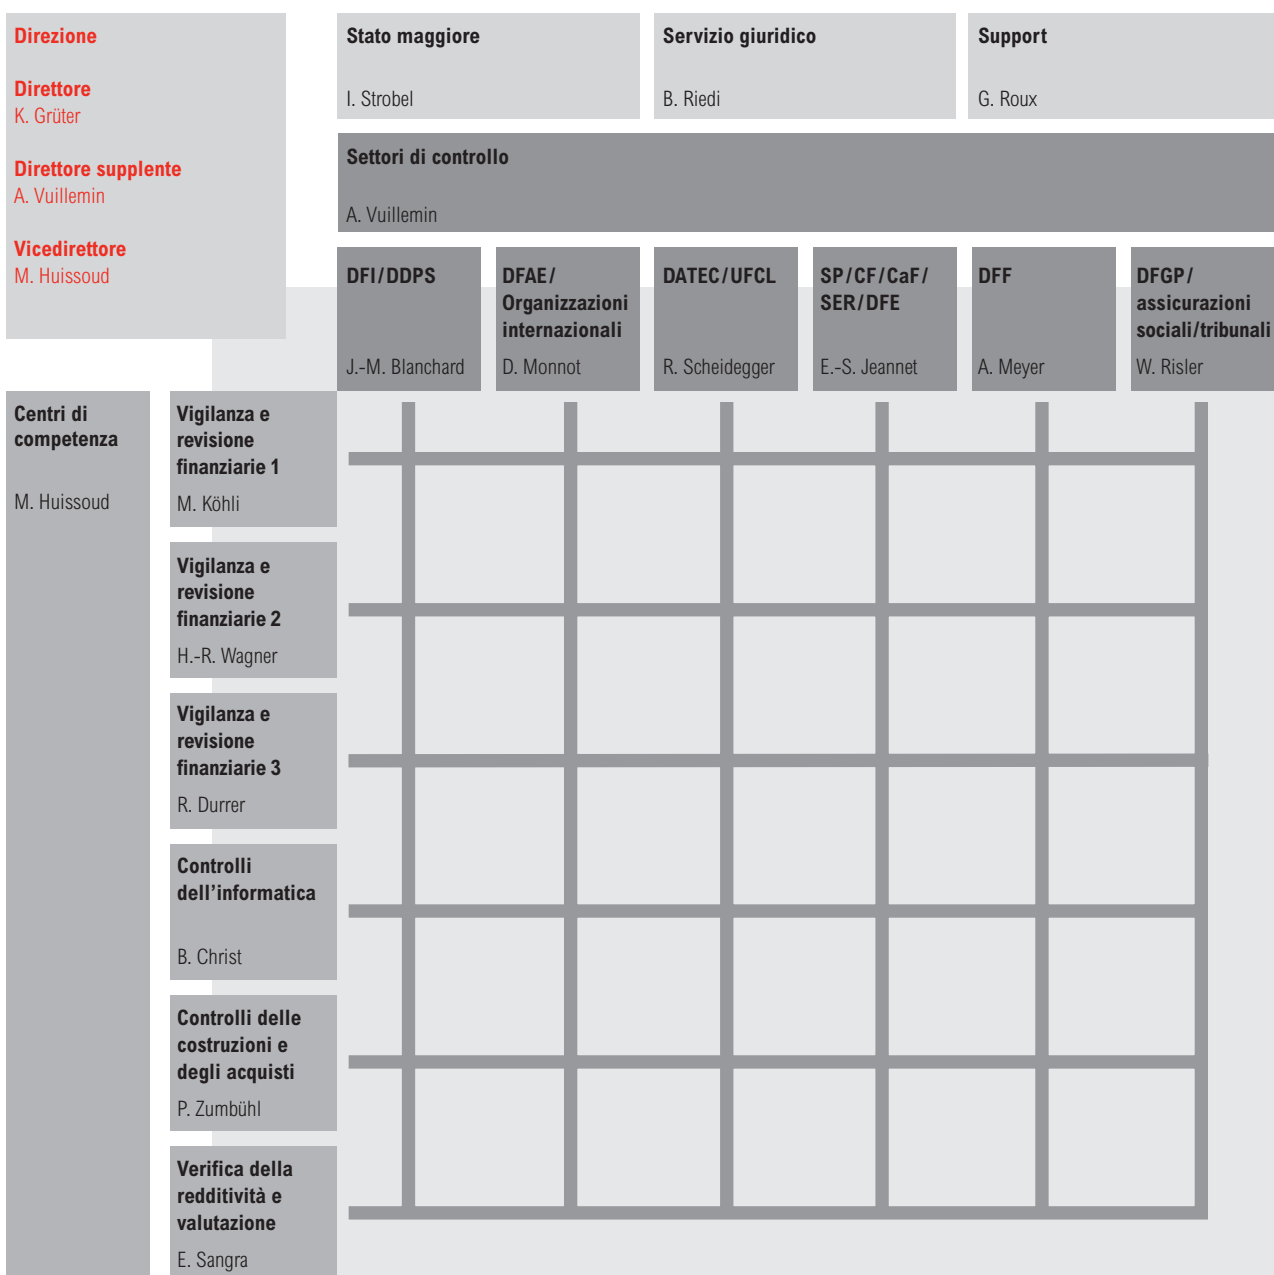 Direzione
Direttore
K. Grüter
Direttore supplente
A. Vuillemin
Vicedirettore
M. Huissoud
Stato maggiore
I. Strobel
Servizio giuridico
B. Riedi
Support
G. Roux
Settori di controllo
A. Vuillemin
DFI/DDPS
J.-M. Blanchard
DFAE/
Organizzazioni
internazionali
D. Monnot
DATEC/UFCL
R. Scheidegger
SP/CF/CaF/
SER/DFE
E.-S. Jeannet
DFF
A. Meyer
DFGP/
assicurazioni
sociali/tribunali
W. Risler
Centri di
competenza
M. Huissoud
Vigilanza e
revisione
finanziarie 1
M. Köhli
Vigilanza e
revisione
finanziarie 2
H.-R. Wagner
Vigilanza e
revisione
finanziarie 3
R. Durrer
Controlli
dell’informatica
B. Christ
Controlli delle
costruzioni e
degli acquisti
P. Zumbühl
Verifica della
redditività e
valutazione
E. Sangra